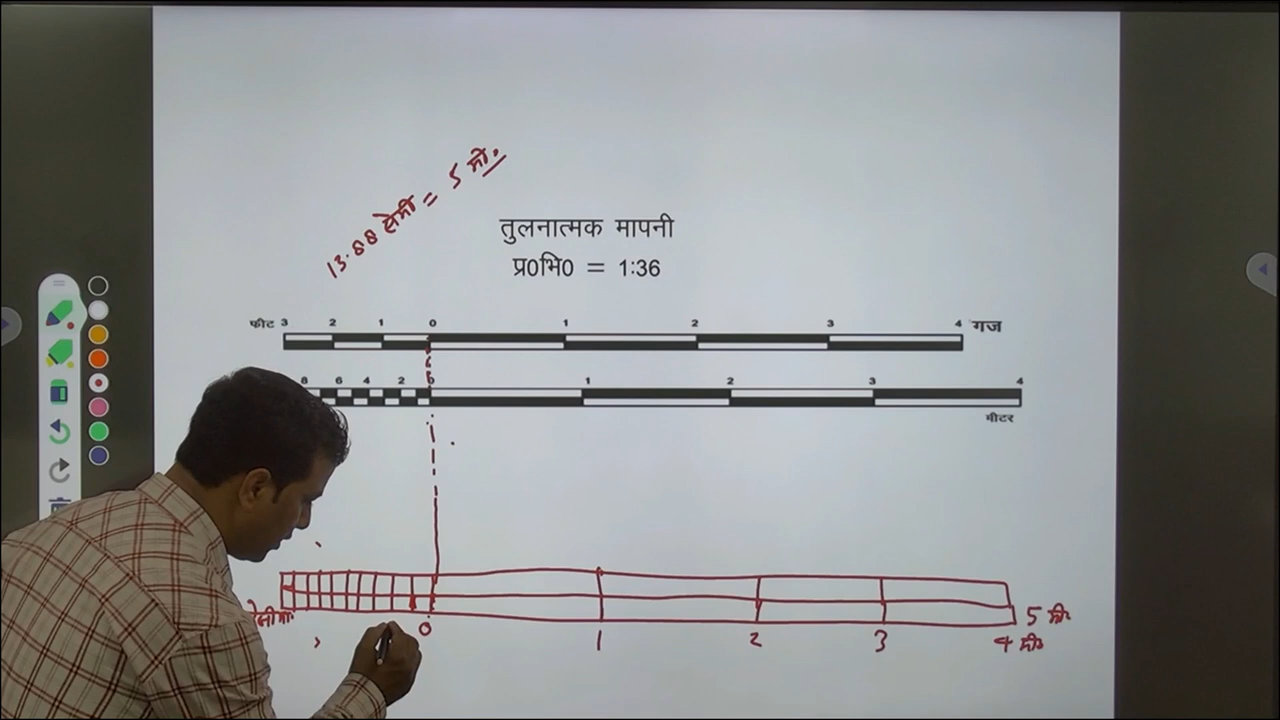 13.88 सेमी = 5 मी.
तुलनात्मक मापनी
प्र0भि0 = 1:36
फीट 3 2 1 0 1 2 3 4 गज
8 6 4 2 0 1 2 3 4
मीटर
5 मी॰
0 1 2 3 4 मी॰